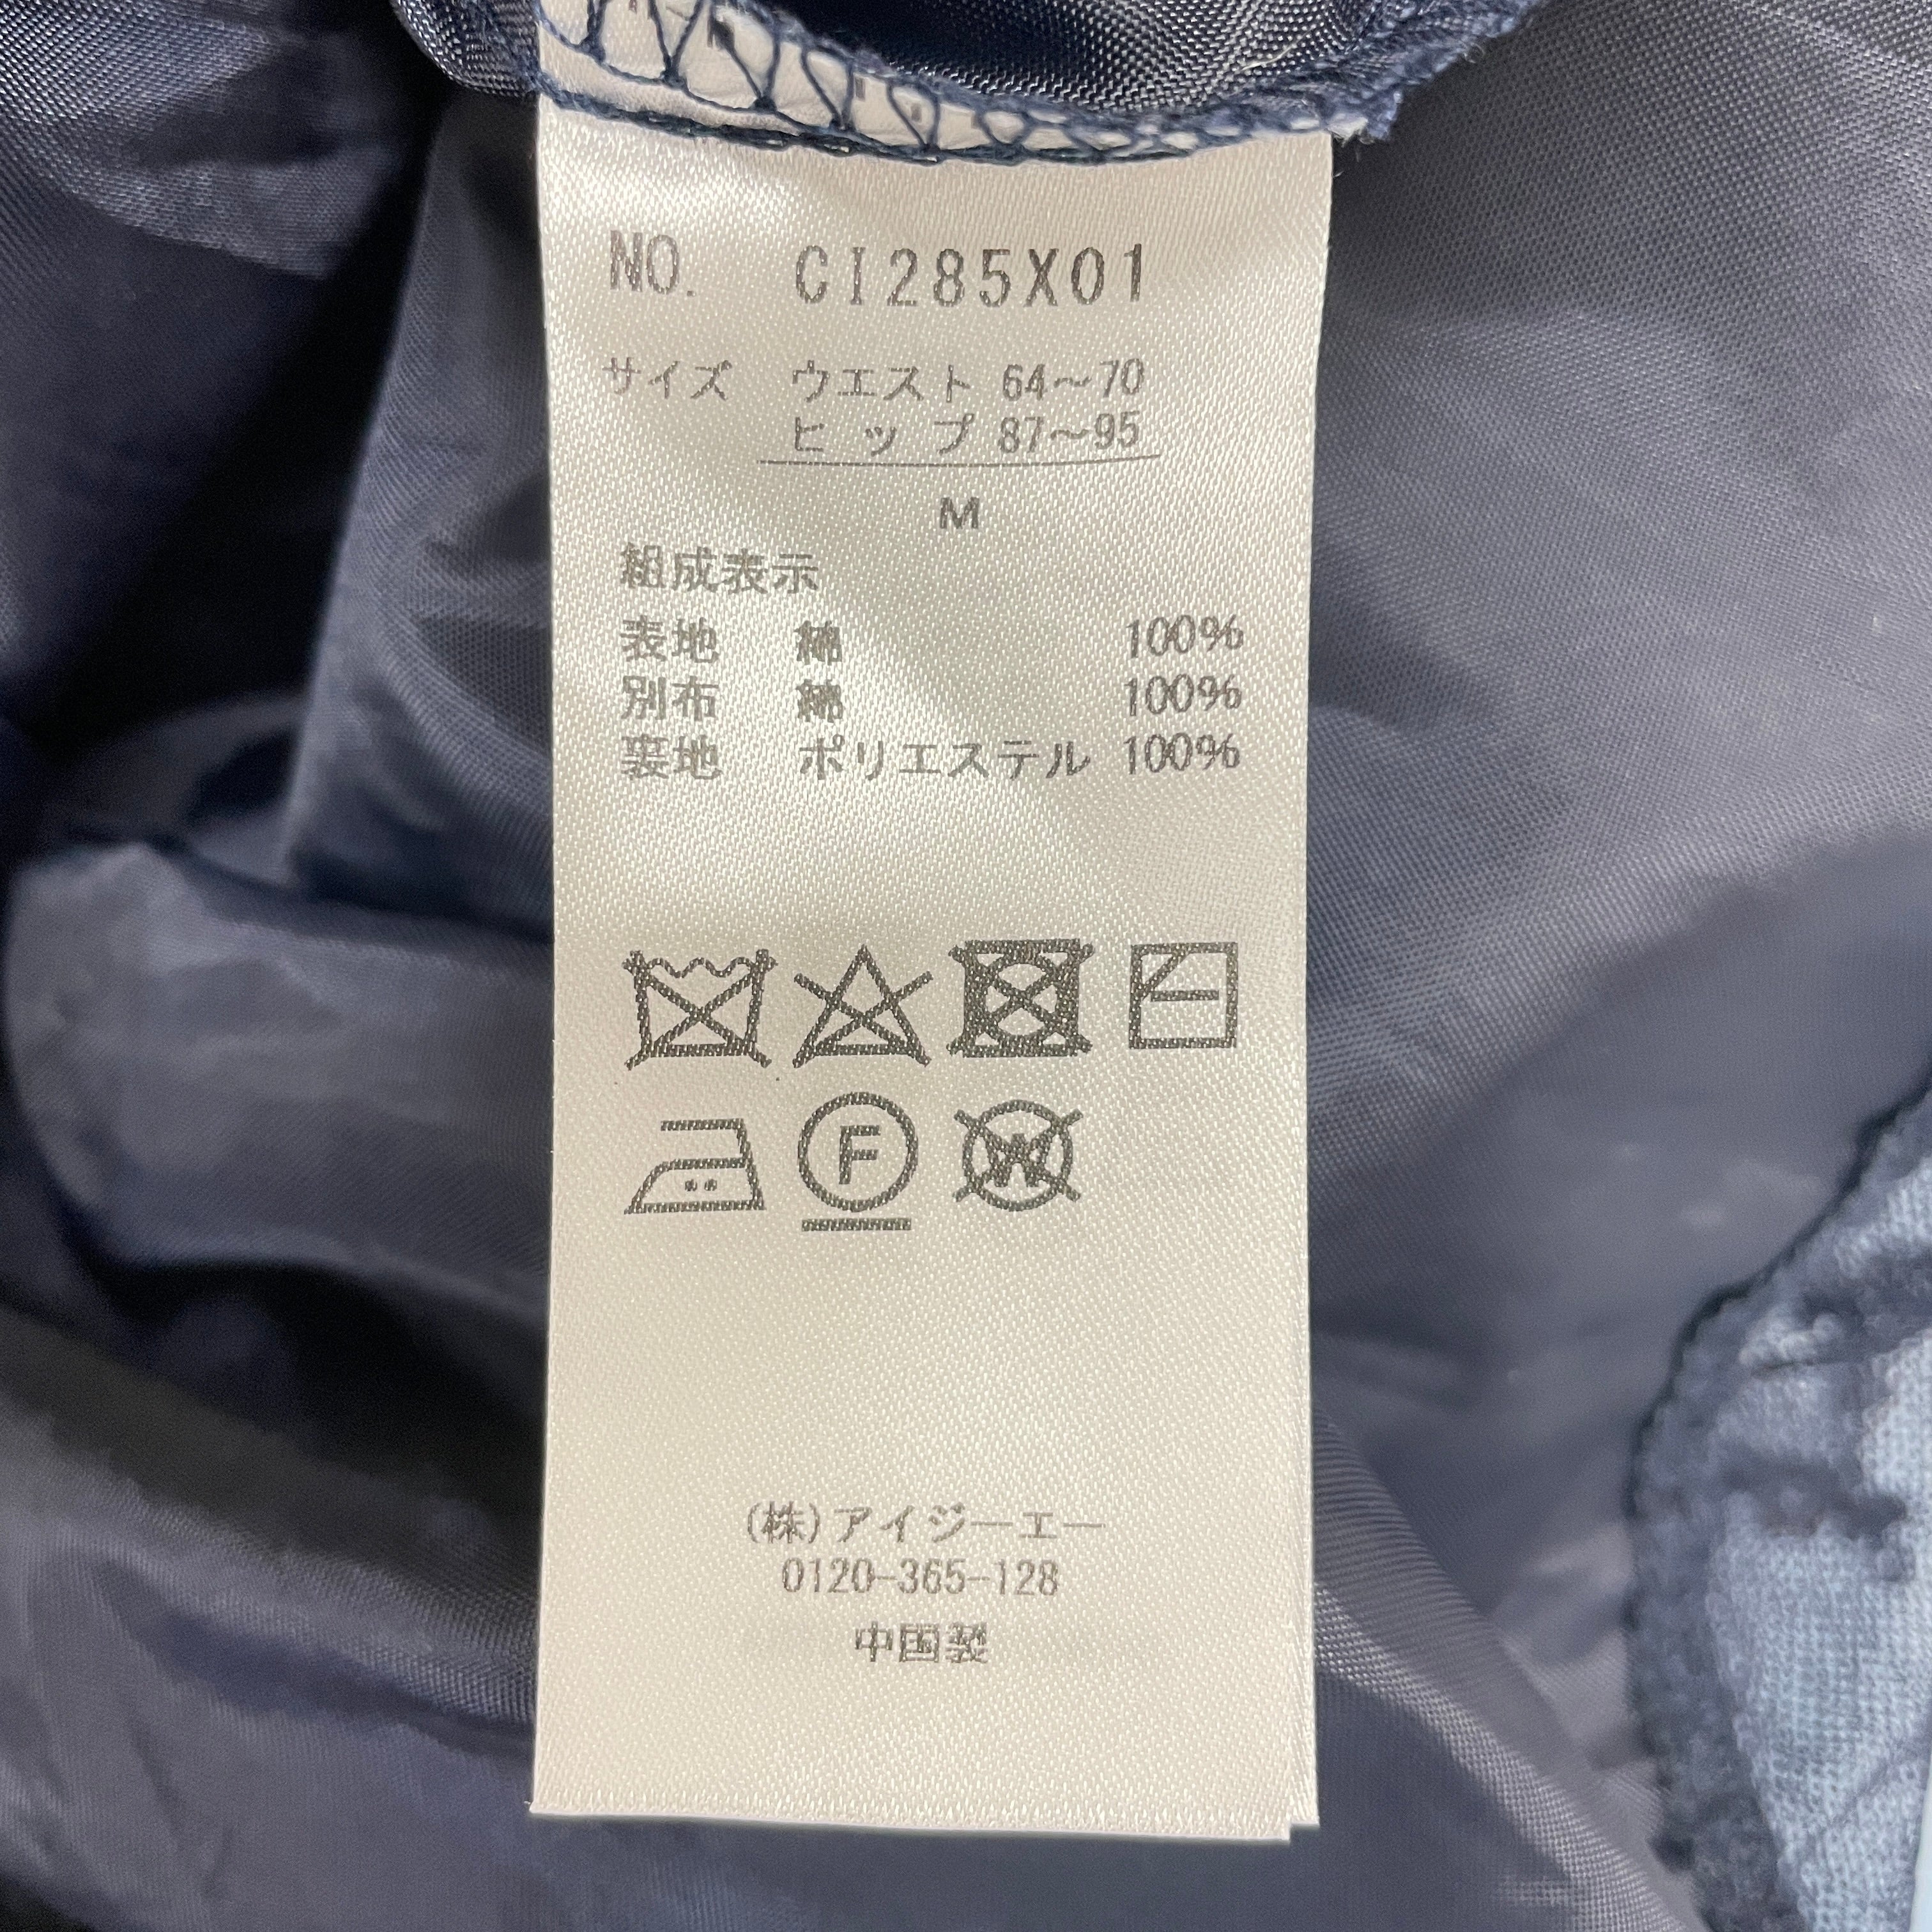 NO. CI285X01
サイズ ウエスト 64～70
ヒップ 87～95
M
組成表示
表地 綿 100%
別布 綿 100%
裏地 ポリエステル 100%
F W
(株)アイジーエー
0120-365-128
中国製